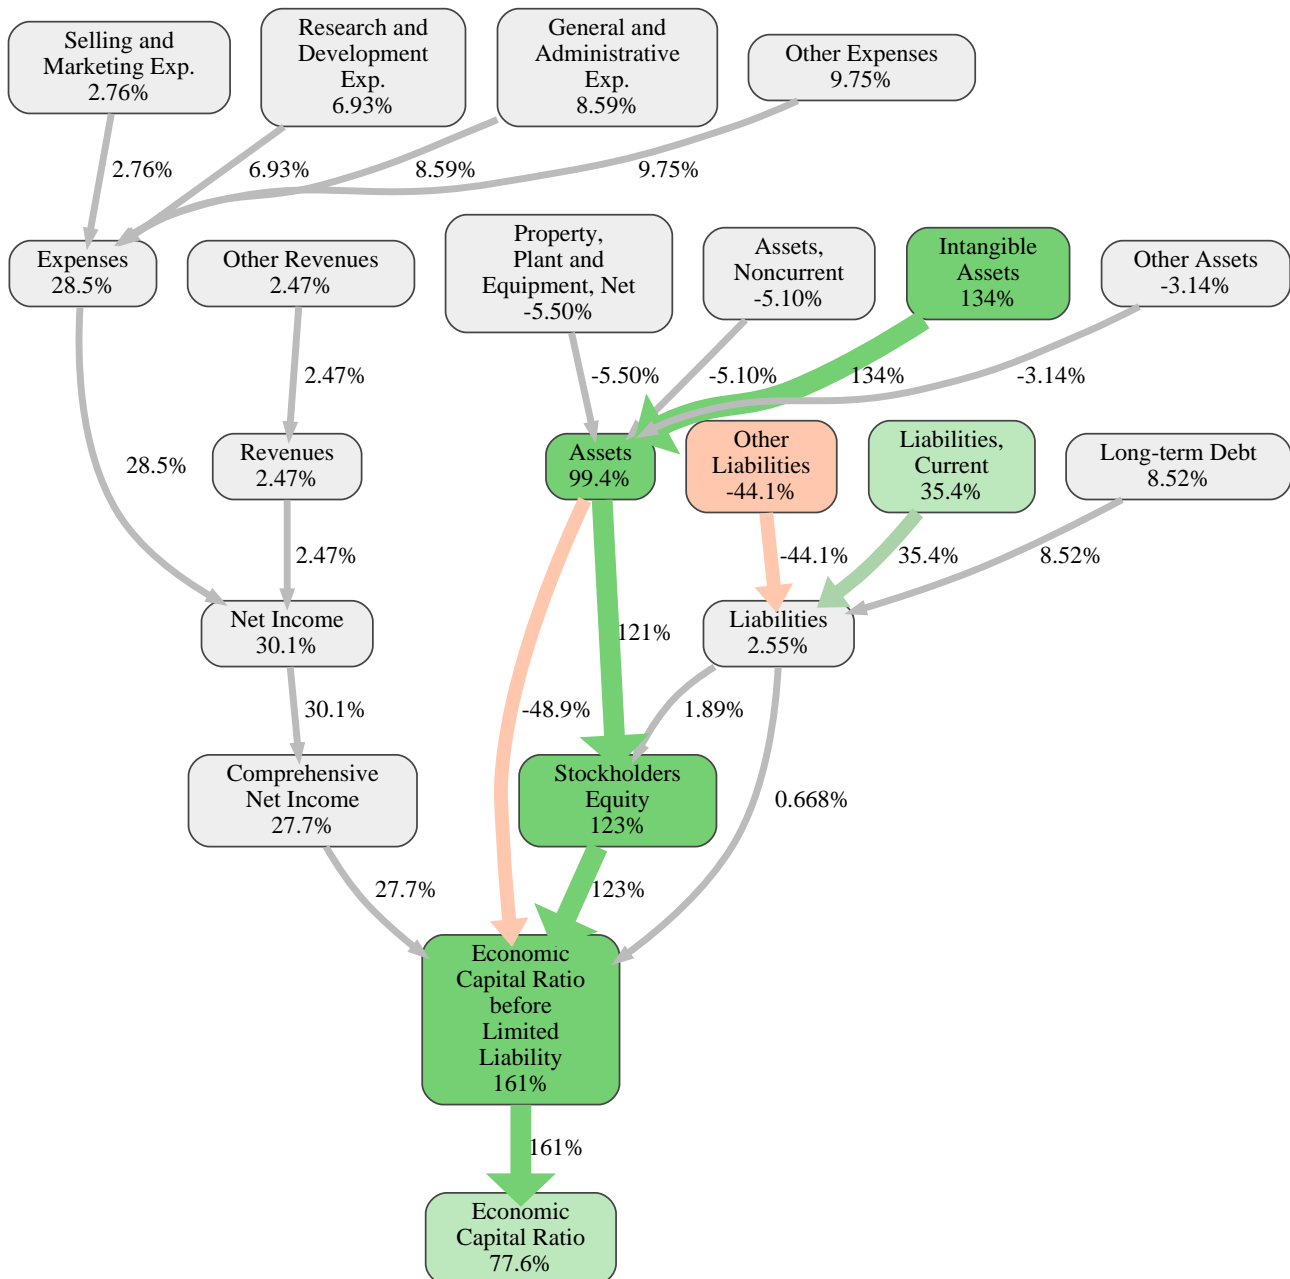 Selling and
Marketing Exp.
2.76%
Research and
Development
Exp.
6.93%
General and
Administrative
Exp.
8.59%
Other Expenses
9.75%
2.76%
6.93%
8.59%
9.75%
Expenses
28.5%
Other Revenues
2.47%
Property,
Plant and
Equipment, Net
-5.50%
Assets,
Noncurrent
-5.10%
Intangible
Assets
134%
Other Assets
-3.14%
2.47%
-5.50%
-5.10%
134%
-3.14%
28.5%
Revenues
2.47%
Assets
99.4%
Other
Liabilities
-44.1%
Liabilities,
Current
35.4%
Long-term Debt
8.52%
2.47%
-44.1%
35.4%
8.52%
Net Income
30.1%
121%
Liabilities
2.55%
30.1%
-48.9%
1.89%
Comprehensive
Net Income
27.7%
Stockholders
Equity
123%
0.668%
27.7%
123%
Economic
Capital Ratio
before
Limited
Liability
161%
161%
Economic
Capital Ratio
77.6%